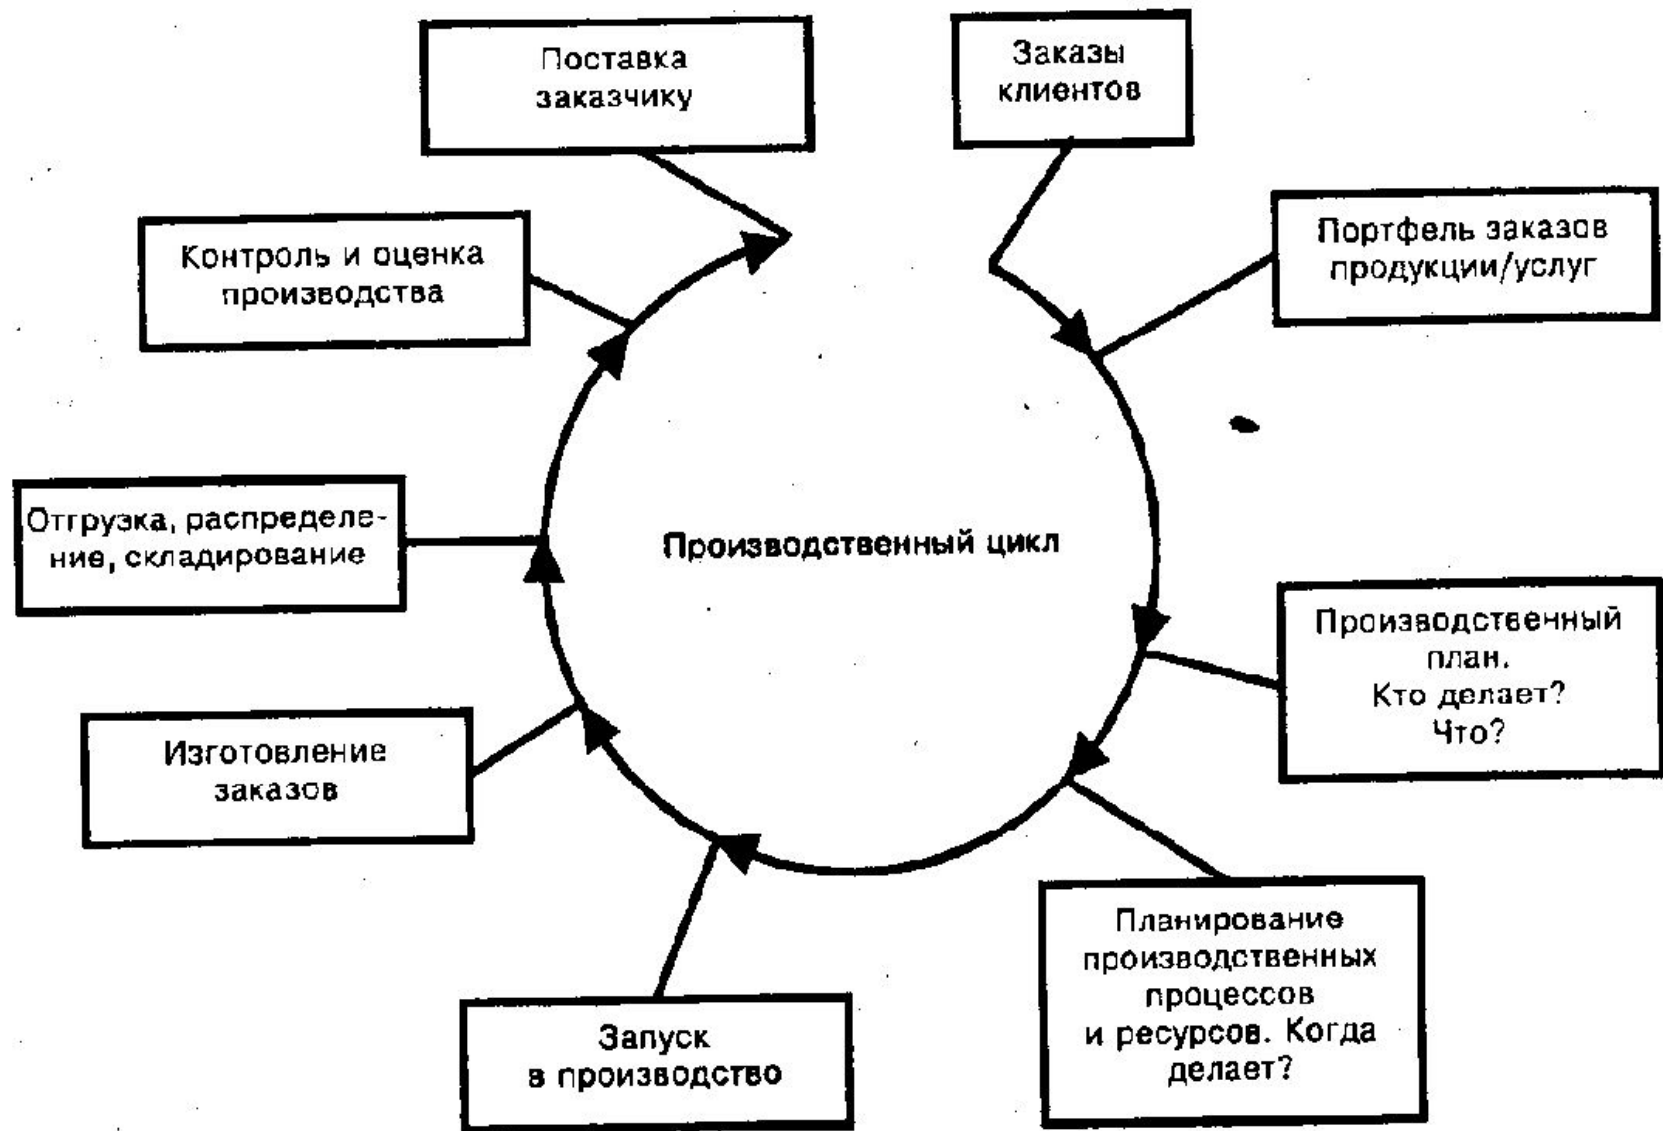 Поставка
заказчику
Заказы
клиентов
Контроль и оценка
производства
Портфель заказов
продукции/услуг
Отгрузка, распределе-
ние, складирование
Производственный цикл
Производственный
план.
Кто делает?
Что?
Изготовление
заказов
Планирование
производственных
процессов
и ресурсов. Когда
делает?
Запуск
в производство